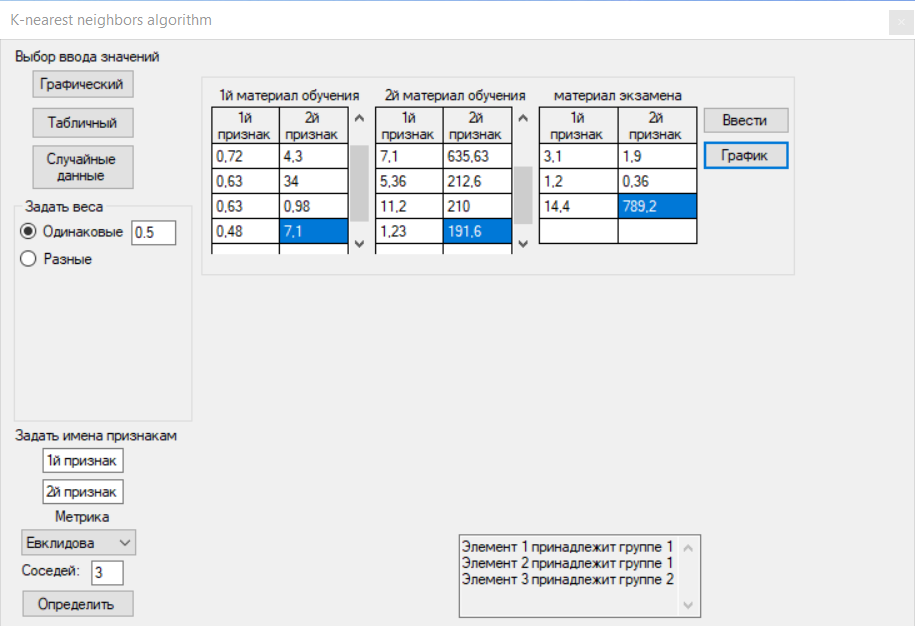 K-nearest neighbors algorithm
Выбор ввода значений
Графический
Табличный
Случайные
данные
Задать веса
Одинаковые 0.5
Разные
1й материал обучения 2й материал обучения материал экзамена
1й признак 2й признак 1й признак 2й признак 1й признак 2й признак
0,72 4,3 7,1 635,63 3,1 1,9
0,63 34 5,36 212,6 1,2 0,36
0,63 0,98 11,2 210 14,4 789,2
0,48 7,1 1,23 191,6
Ввести
График
Задать имена признакам
1й признак
2й признак
Метрика
Евклидова
Соседей: 3
Определить
Элемент 1 принадлежит группе 1
Элемент 2 принадлежит группе 1
Элемент 3 принадлежит группе 2